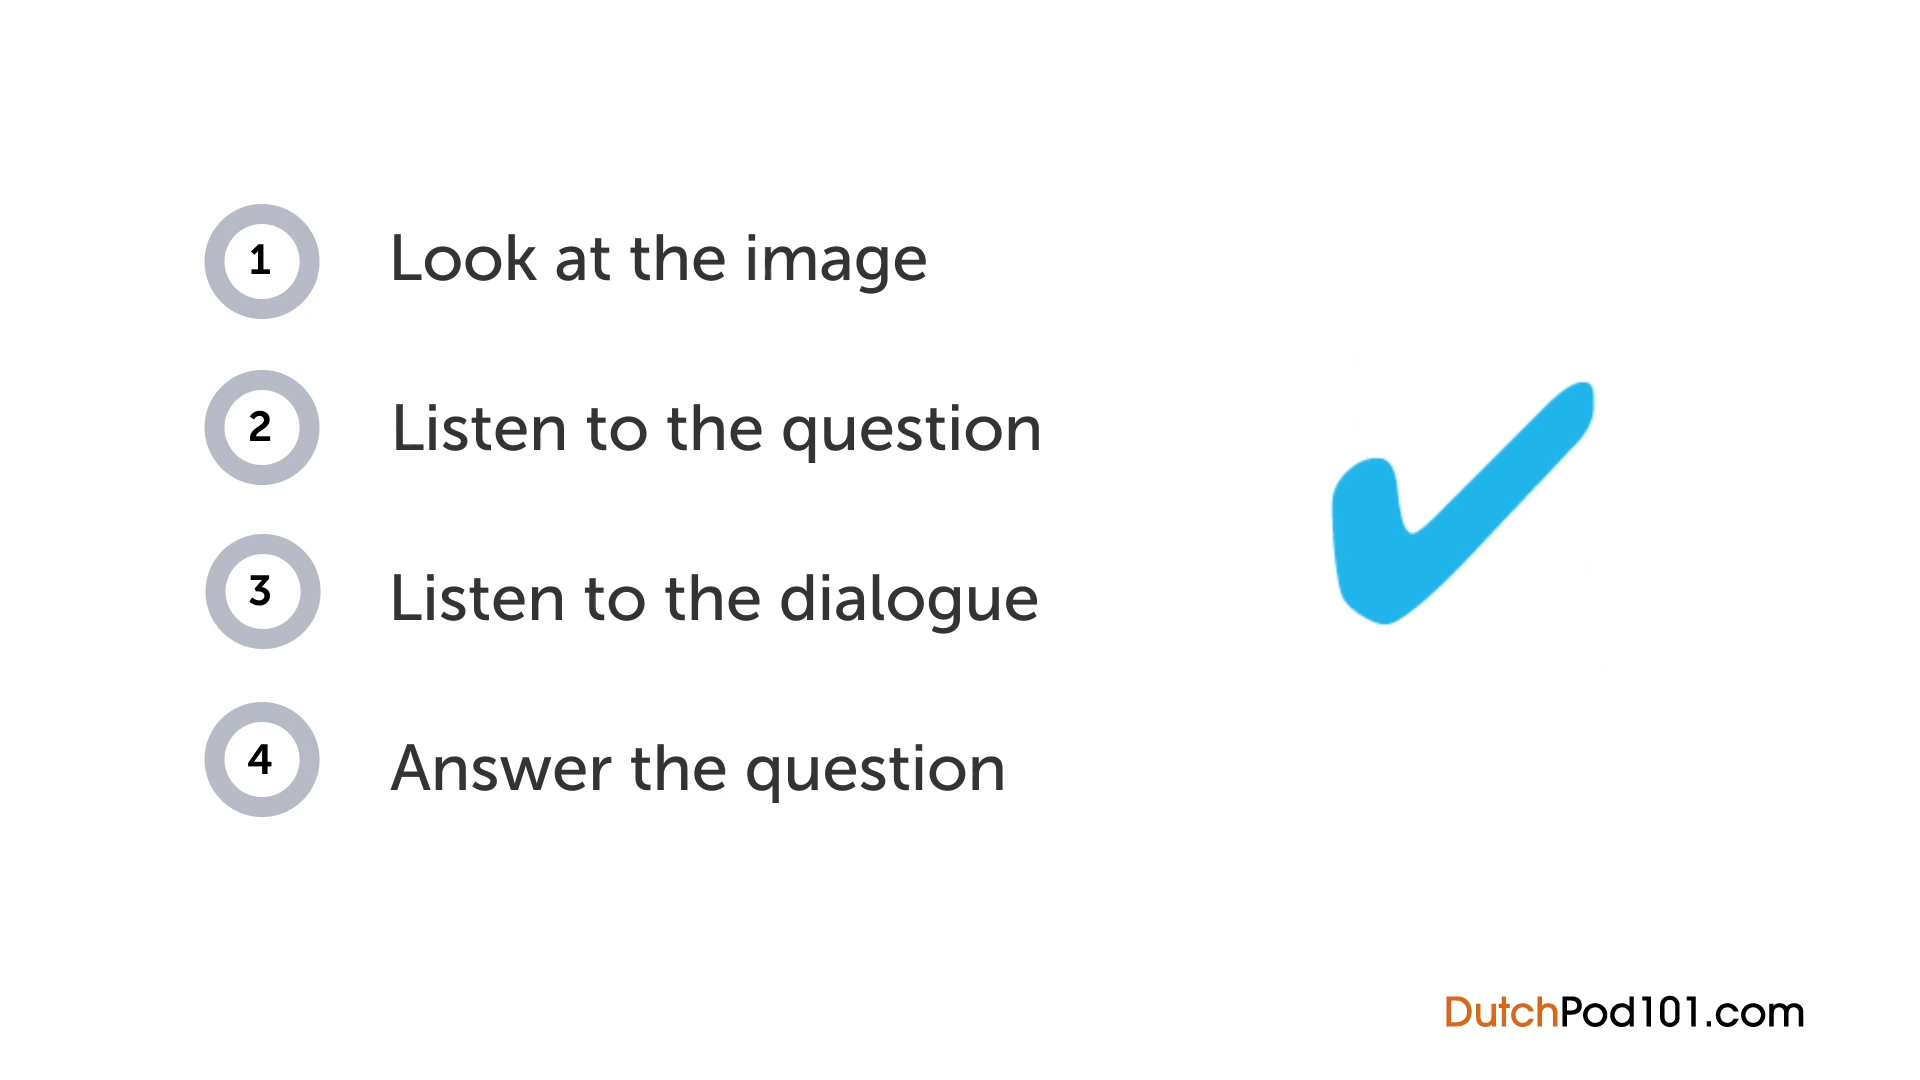 1 Look at the image
2 Listen to the question
3 Listen to the dialogue
4 Answer the question
DutchPod101.com